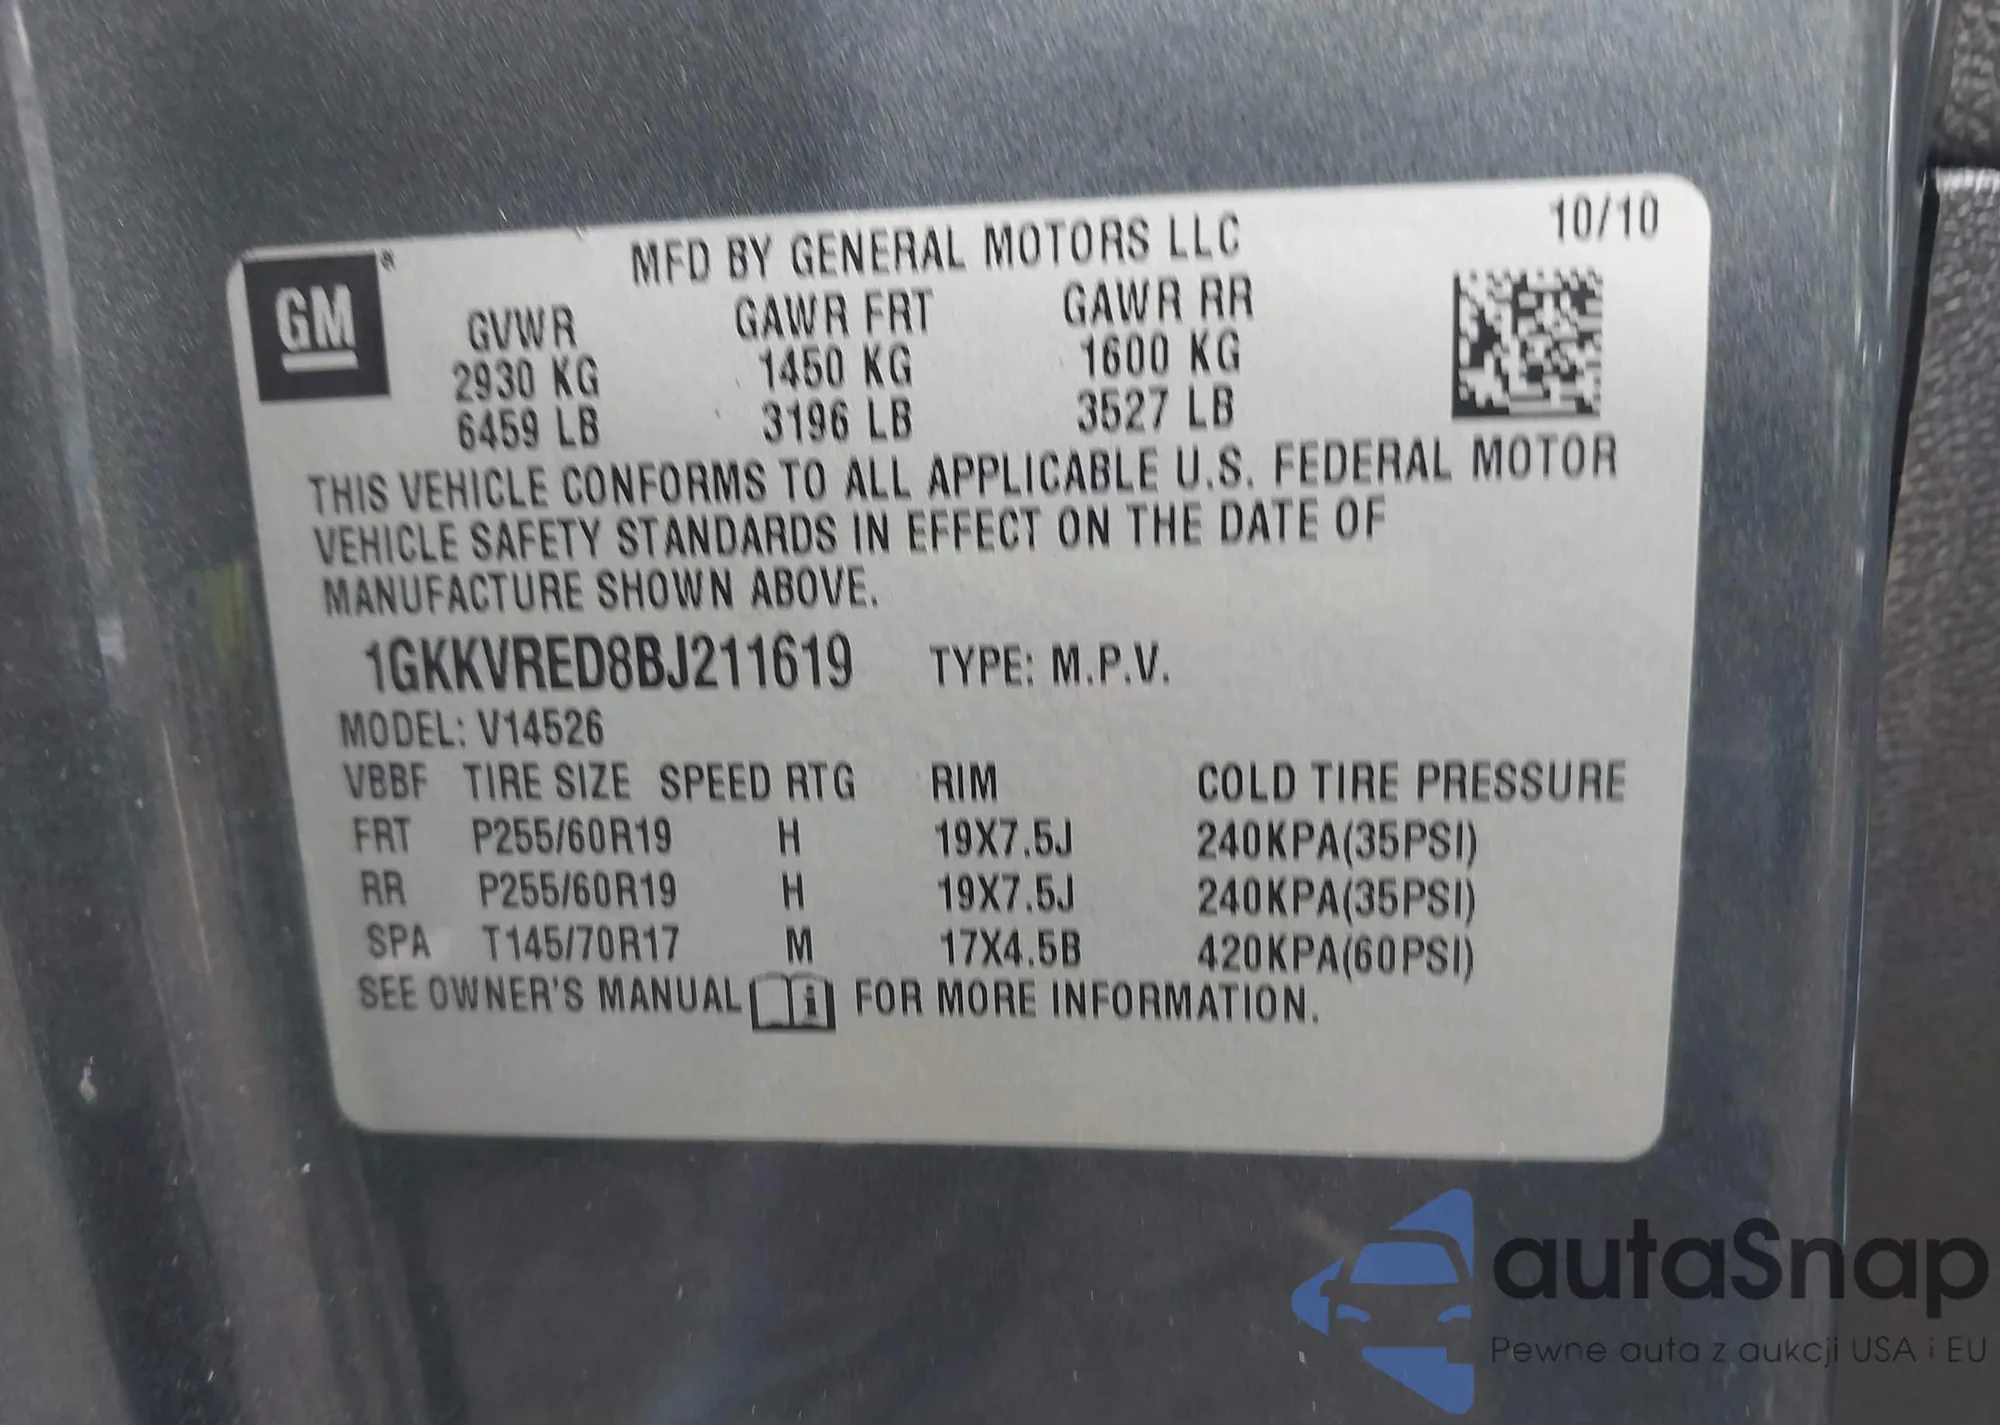 10/10
MFD BY GENERAL MOTORS LLC
GM®
GVWR GAWR FRT GAWR RR
2930 KG 1450 KG 1600 KG
6459 LB 3196 LB 3527 LB
THIS VEHICLE CONFORMS TO ALL APPLICABLE U.S. FEDERAL MOTOR
VEHICLE SAFETY STANDARDS IN EFFECT ON THE DATE OF
MANUFACTURE SHOWN ABOVE.
1GKKVRED8BJ211619 TYPE: M.P.V.
MODEL: V14526
VBBF TIRE SIZE SPEED RTG RIM COLD TIRE PRESSURE
FRT P255/60R19 H 19X7.5J 240KPA(35PSI)
RR P255/60R19 H 19X7.5J 240KPA(35PSI)
SPA T145/70R17 M 17X4.5B 420KPA(60PSI)
SEE OWNER'S MANUAL i FOR MORE INFORMATION.
autaSnap
Pewne auta z aukcji USA i EU